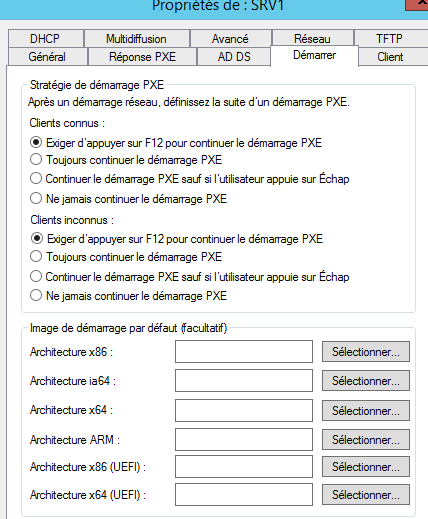 Propriétés de : SRV1
DHCP Multidiffusion Avancé Réseau TFTP
Général Réponse PXE AD DS Démarrer Client
Stratégie de démarrage PXE
Après un démarrage réseau, définissez la suite d'un démarrage PXE.
Clients connus :
Exiger d'appuyer sur F12 pour continuer le démarrage PXE
Toujours continuer le démarrage PXE
Continuer le démarrage PXE sauf si l'utilisateur appuie sur Échap
Ne jamais continuer le démarrage PXE
Clients inconnus :
Exiger d'appuyer sur F12 pour continuer le démarrage PXE
Toujours continuer le démarrage PXE
Continuer le démarrage PXE sauf si l'utilisateur appuie sur Échap
Ne jamais continuer le démarrage PXE
Image de démarrage par défaut (facultatif)
Architecture x86 : Sélectionner...
Architecture ia64 : Sélectionner...
Architecture x64 : Sélectionner...
Architecture ARM : Sélectionner...
Architecture x86 (UEFI) : Sélectionner...
Architecture x64 (UEFI) : Sélectionner...